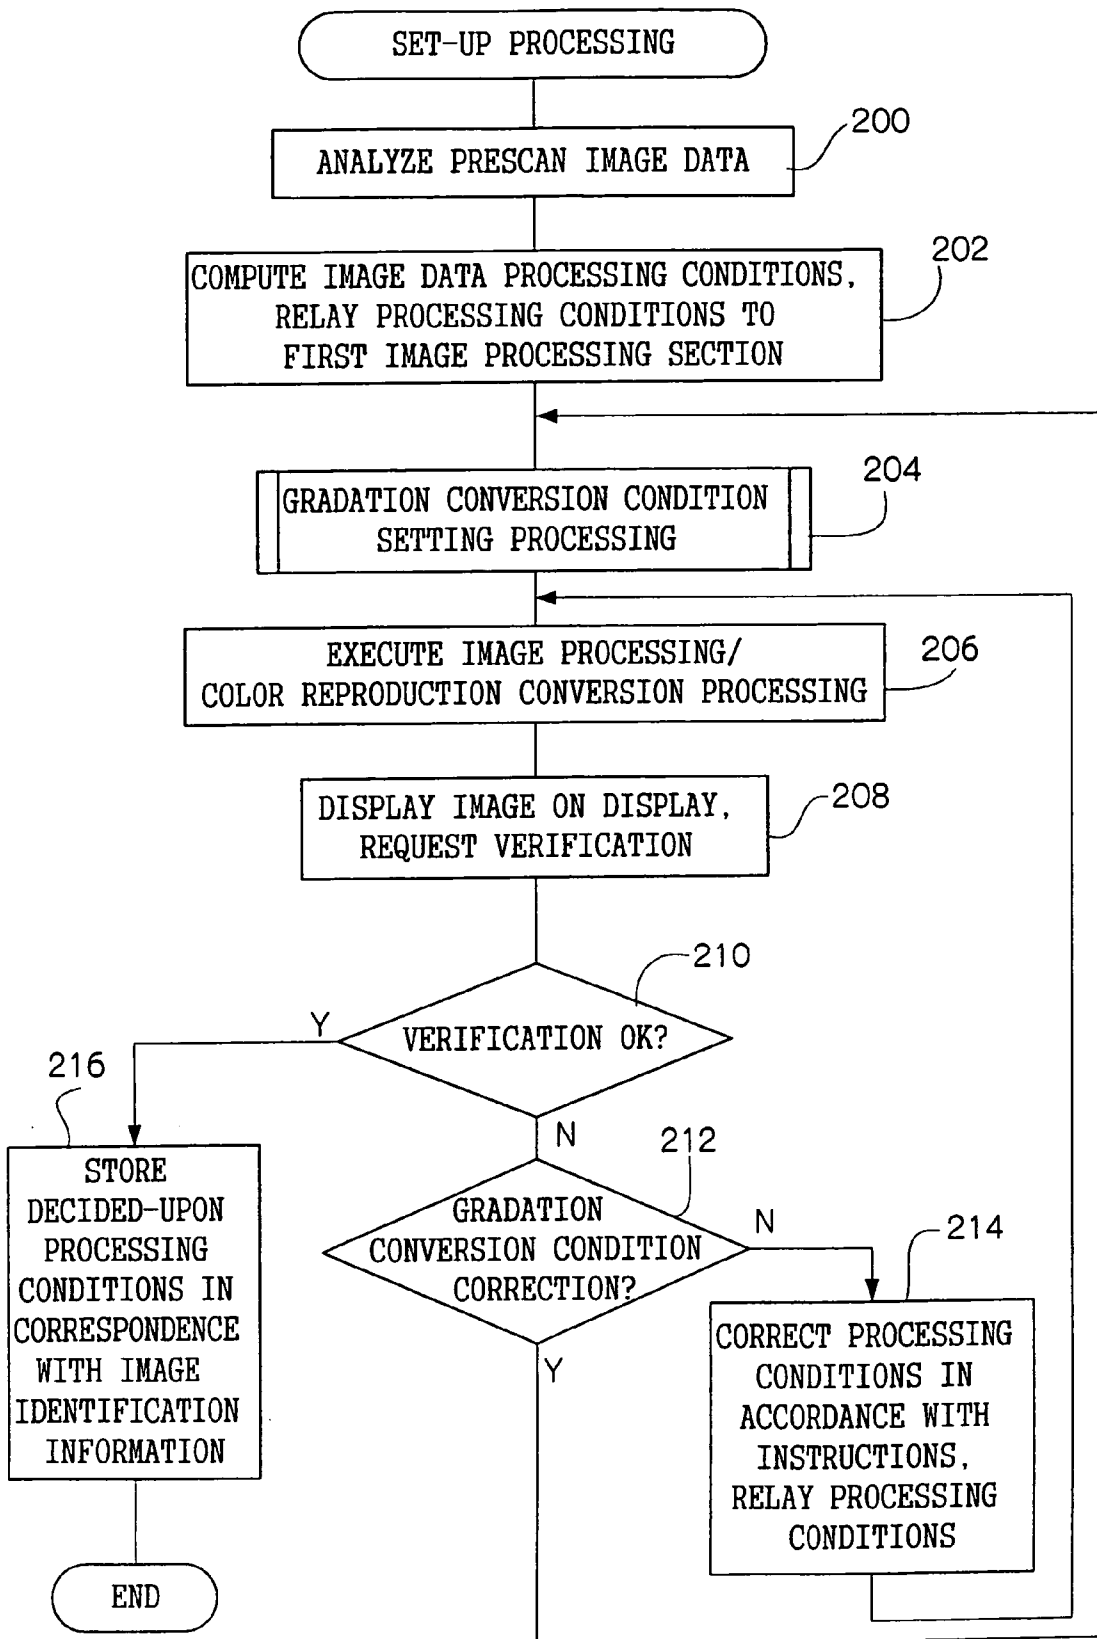 SET-UP PROCESSING
200
ANALYZE PRESCAN IMAGE DATA
202
COMPUTE IMAGE DATA PROCESSING CONDITIONS,
RELAY PROCESSING CONDITIONS TO
FIRST IMAGE PROCESSING SECTION
204
GRADATION CONVERSION CONDITION
SETTING PROCESSING
206
EXECUTE IMAGE PROCESSING/
COLOR REPRODUCTION CONVERSION PROCESSING
208
DISPLAY IMAGE ON DISPLAY,
REQUEST VERIFICATION
210
VERIFICATION OK?
Y
N
216
STORE
DECIDED-UPON
PROCESSING
CONDITIONS IN
CORRESPONDENCE
WITH IMAGE
IDENTIFICATION
INFORMATION
END
212
GRADATION
CONVERSION CONDITION
CORRECTION?
N
Y
214
CORRECT PROCESSING
CONDITIONS IN
ACCORDANCE WITH
INSTRUCTIONS,
RELAY PROCESSING
CONDITIONS